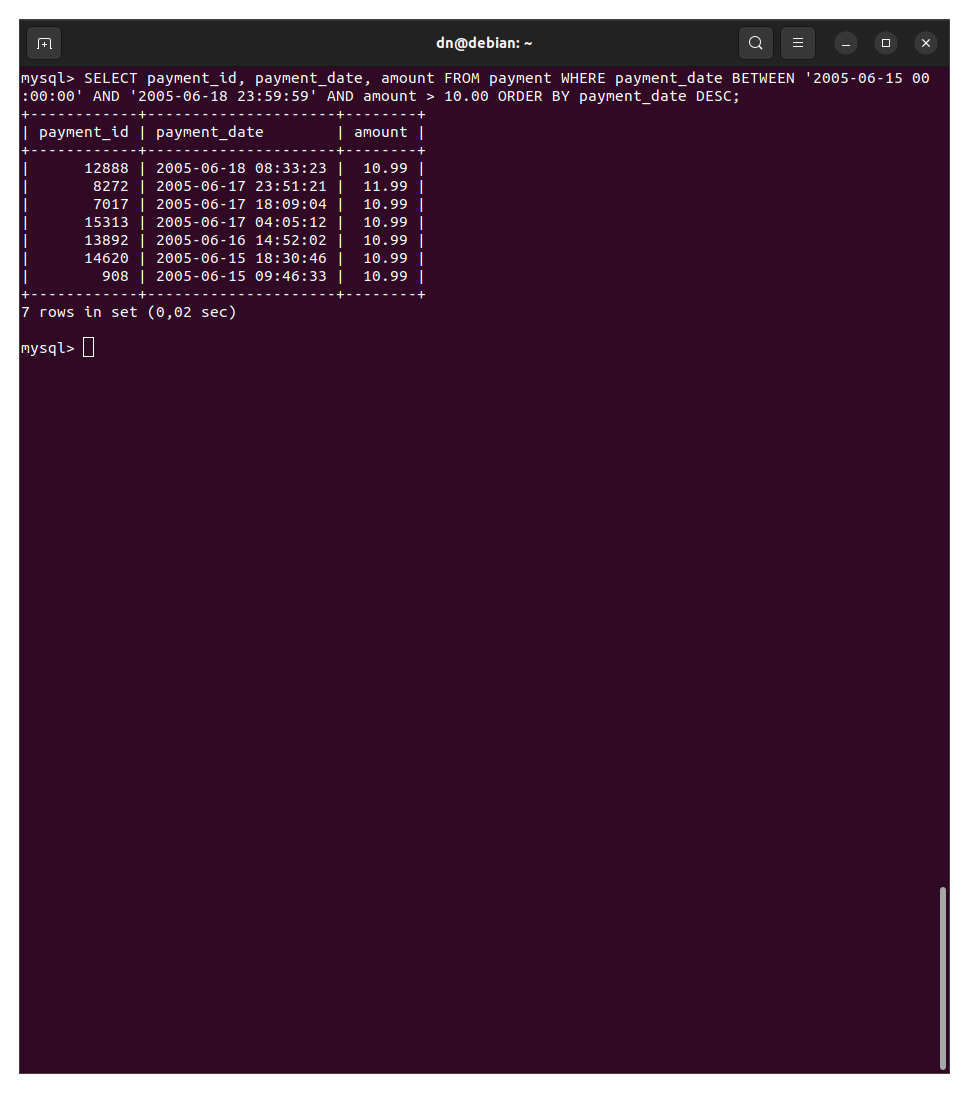 dn@debian: ~
mysql> SELECT payment_id, payment_date, amount FROM payment WHERE payment_date BETWEEN '2005-06-15 00
:00:00' AND '2005-06-18 23:59:59' AND amount > 10.00 ORDER BY payment_date DESC;
+------------+---------------------+--------+
| payment_id | payment_date        | amount |
+------------+---------------------+--------+
|      12888 | 2005-06-18 08:33:23 |  10.99 |
|       8272 | 2005-06-17 23:51:21 |  11.99 |
|       7017 | 2005-06-17 18:09:04 |  10.99 |
|      15313 | 2005-06-17 04:05:12 |  10.99 |
|      13892 | 2005-06-16 14:52:02 |  10.99 |
|      14620 | 2005-06-15 18:30:46 |  10.99 |
|        908 | 2005-06-15 09:46:33 |  10.99 |
+------------+---------------------+--------+
7 rows in set (0,02 sec)
mysql>